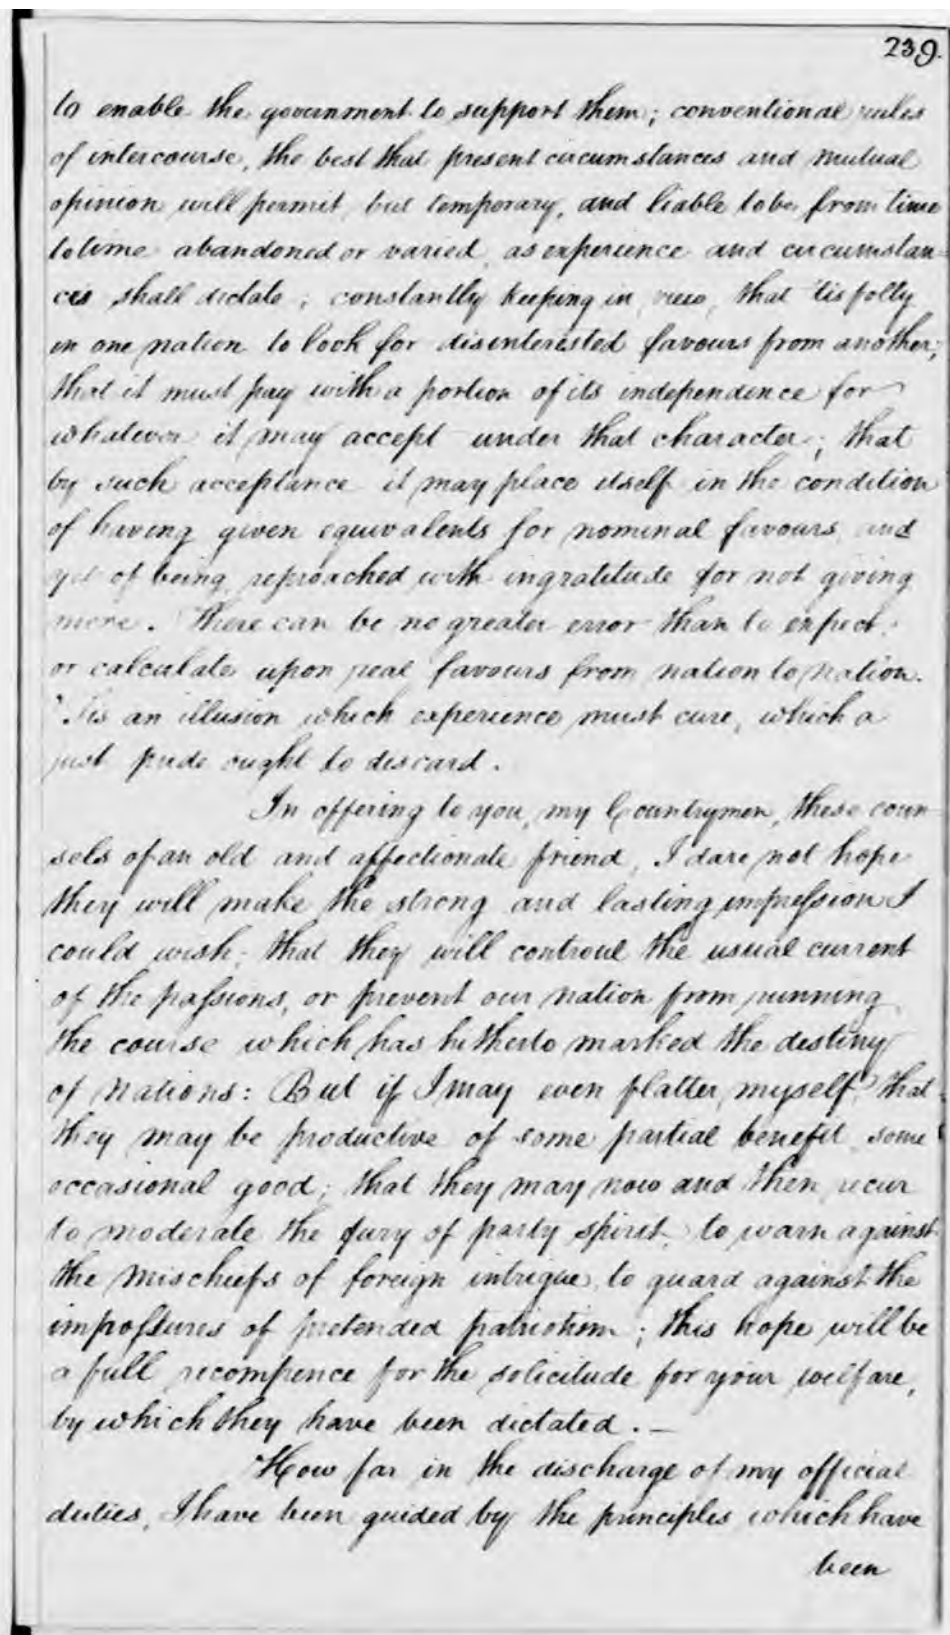 239.
to enable the government to support them; conventional rules
of intercourse, the best that present circumstances and mutual
opinion will permit, but temporary, and liable to be from time
to time abandoned or varied, as experience and circumstan-
ces shall dictate; constantly keeping in view, that 'tis folly
in one nation to look for disinterested favours from another;
that it must pay with a portion of its independence for
whatever it may accept under that character; that
by such acceptance it may place itself in the condition
of having given equivalents for nominal favours, and
yet of being reproached with ingratitude for not giving
more. There can be no greater error than to expect,
or calculate upon real favours from nation to nation.
'Tis an illusion which experience must cure, which a
just pride ought to discard.
In offering to you, my Countrymen, these coun-
sels of an old and affectionate friend, I dare not hope
they will make the strong and lasting impression I
could wish; that they will controul the usual current
of the passions, or prevent our nation from running
the course which has hitherto marked the destiny
of Nations: But if I may even flatter myself that
they may be productive of some partial benefit, some
occasional good; that they may now and then recur
to moderate the fury of party spirit, to warn against
the mischiefs of foreign intrigue, to guard against the
impostures of pretended patriotism; this hope will be
a full recompence for the solicitude for your welfare,
by which they have been dictated. —
How far in the discharge of my official
duties, I have been guided by the principles which have
been